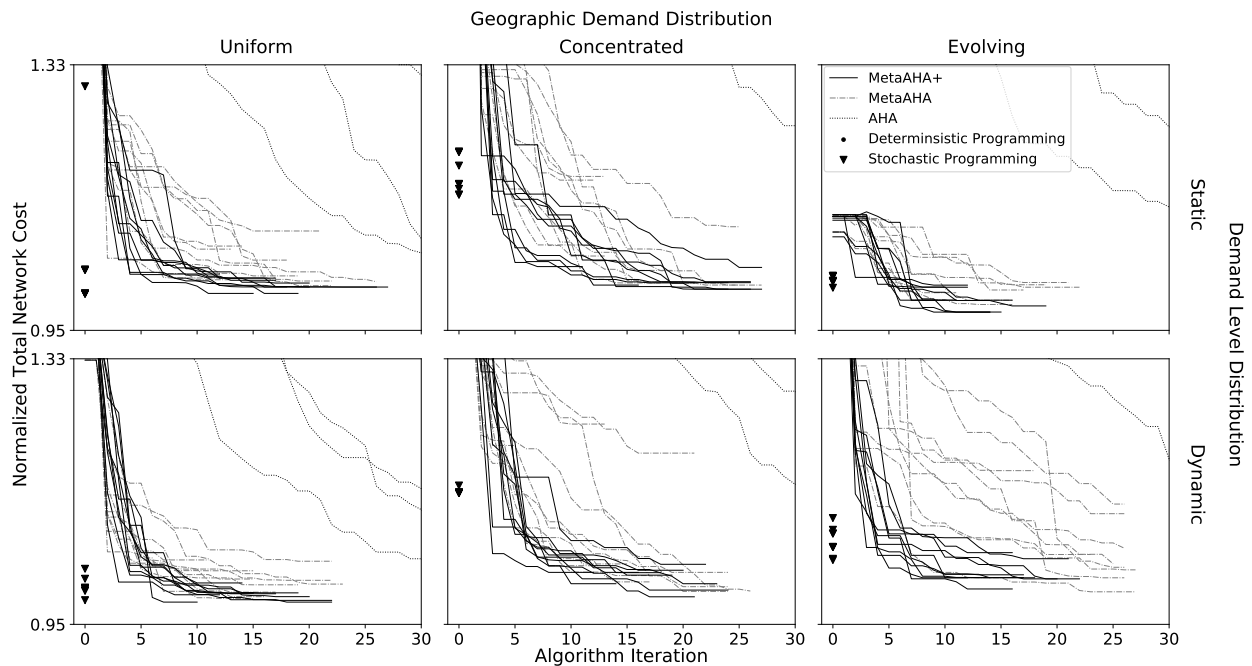 Geographic Demand Distribution
Uniform
Concentrated
Evolving
Normalized Total Network Cost
1.33
0.95
MetaAHA+
MetaAHA
AHA
Determinsistic Programming
Stochastic Programming
Static
Demand Level Distribution
1.33
0.95
Dynamic
0 5 10 15 20 25 30
0 5 10 15 20 25 30
0 5 10 15 20 25 30
Algorithm Iteration